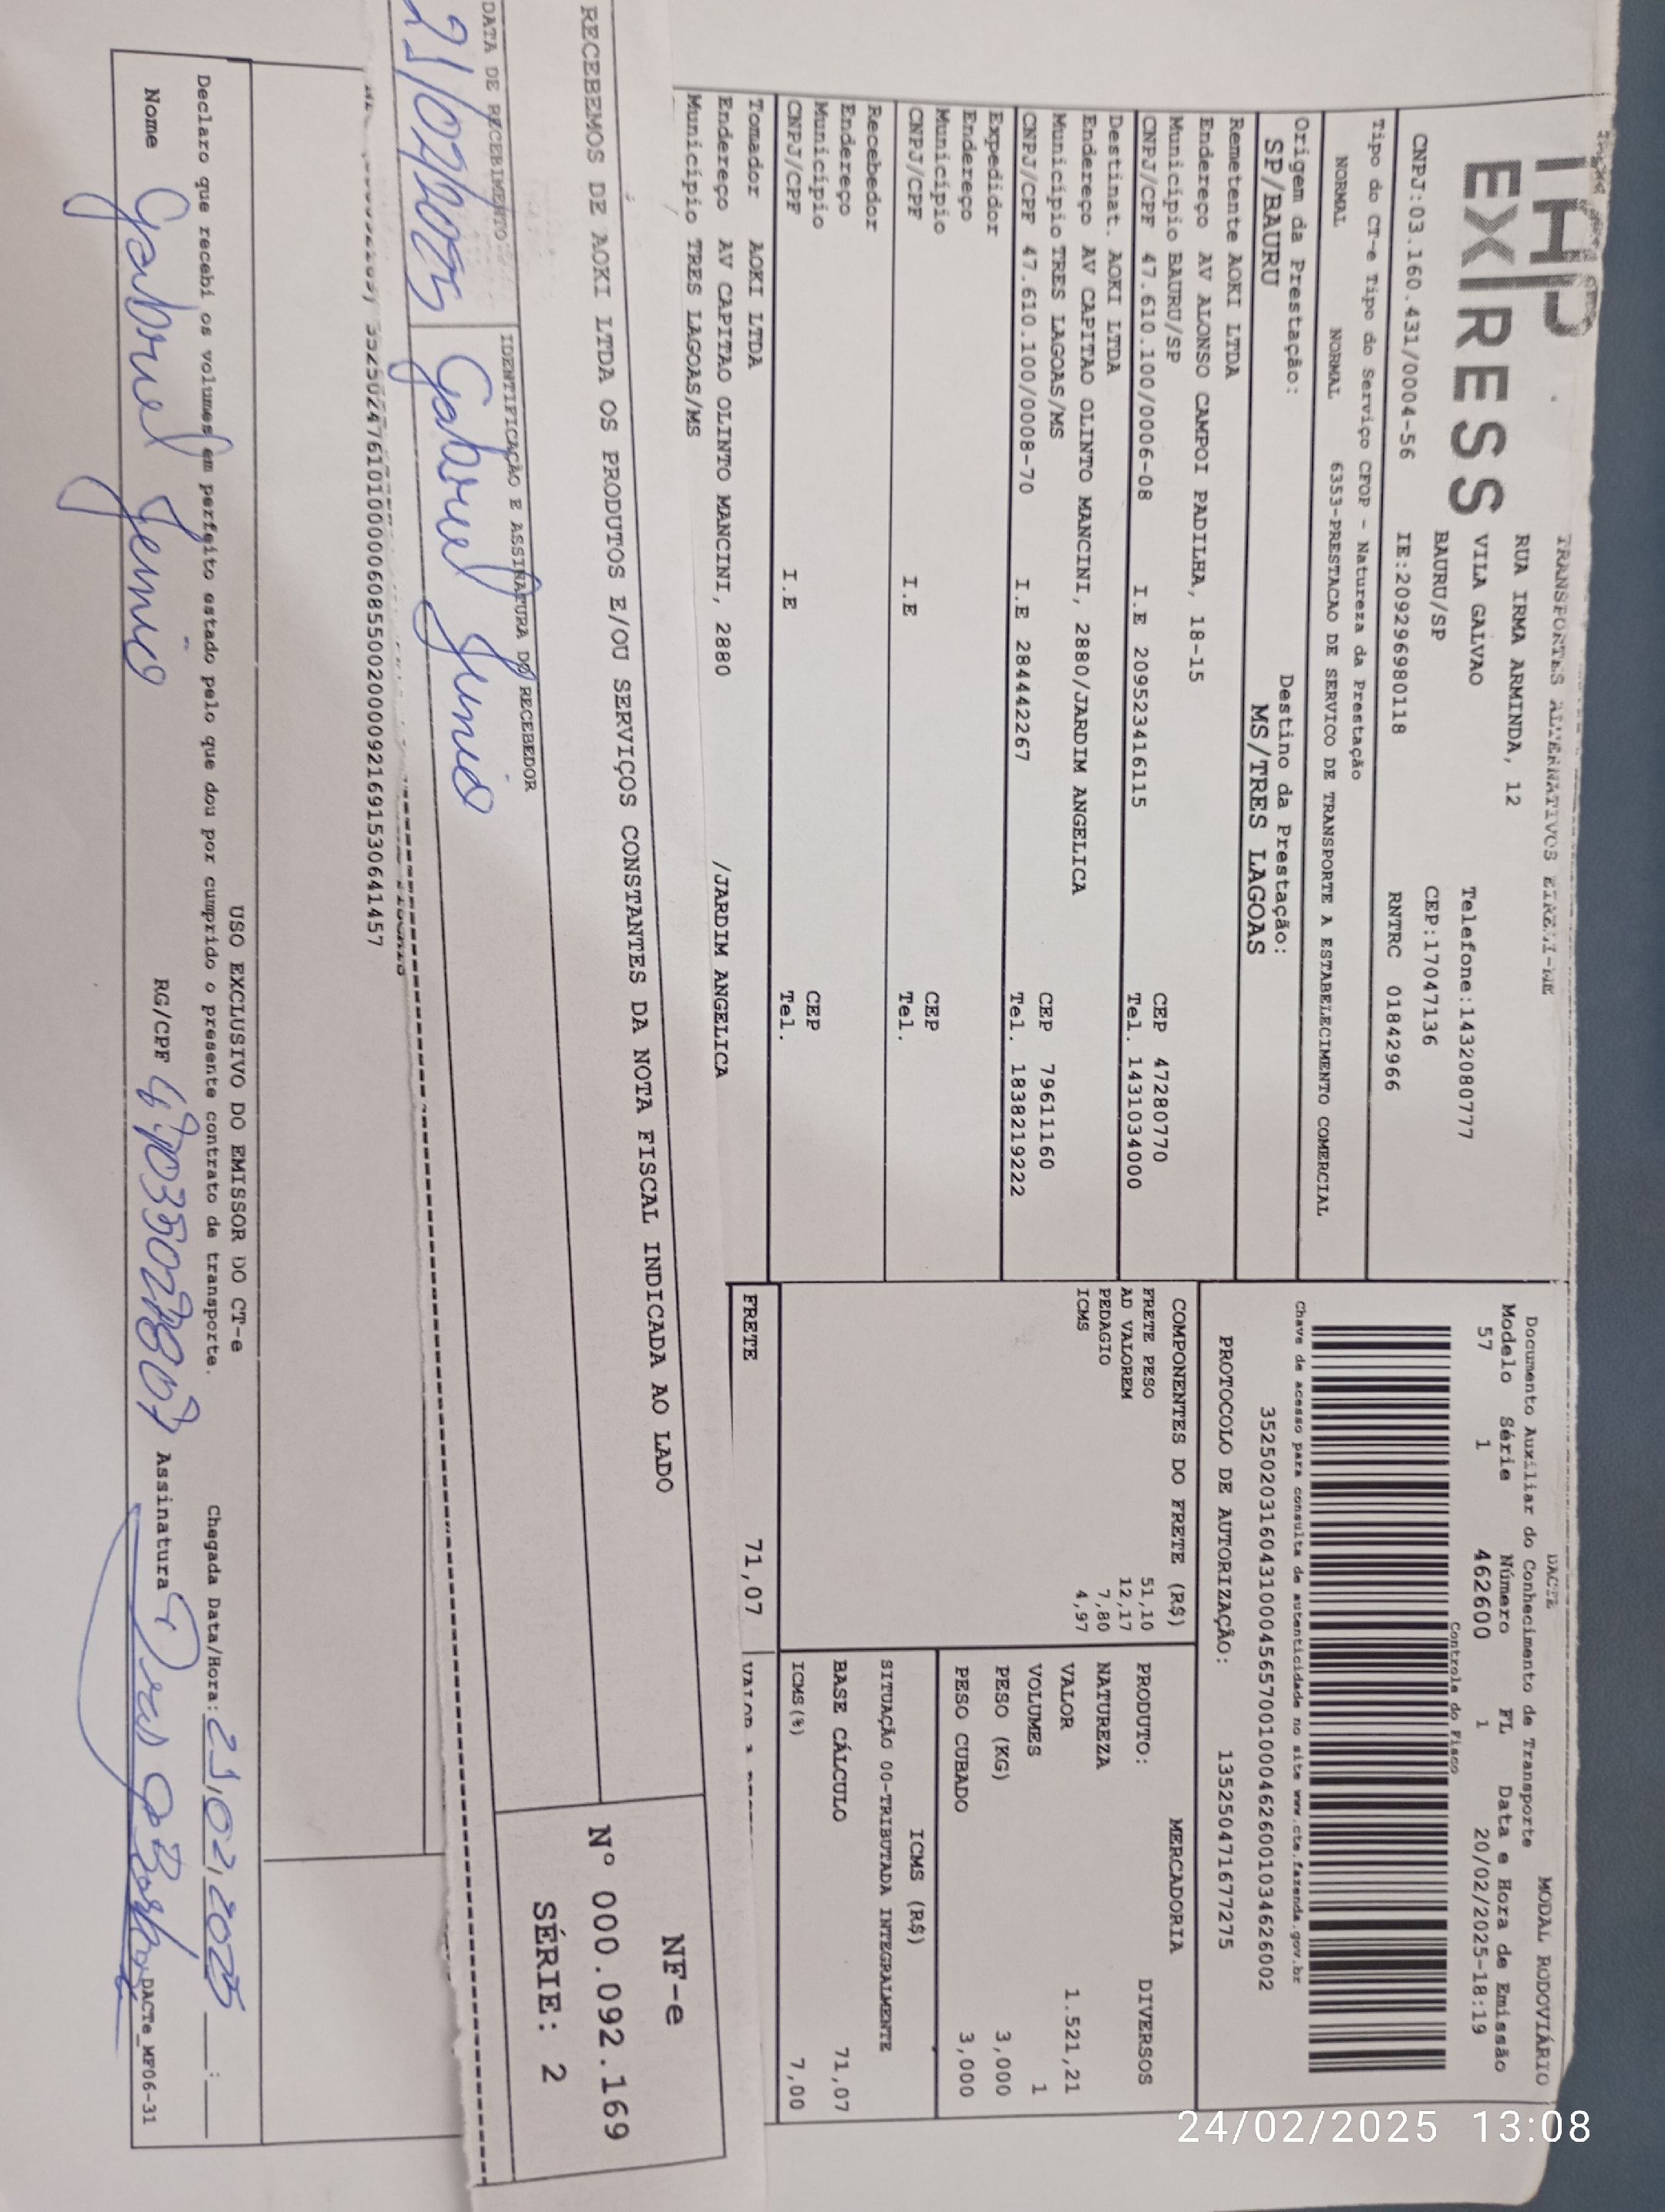 IHP
EXPRESS
TRANSPORTES ALTERNATIVOS EIRELI-ME
RUA IRMA ARMINDA, 12
VILA GALVAO Telefone:1432080777
BAURU/SP CEP:17047136
CNPJ:03.160.431/0004-56 IE:209296980118 RNTRC 01842966
DACTE MODAL RODOVIÁRIO
Documento Auxiliar do Conhecimento de Transporte
Modelo Série Número FL Data e Hora de Emissão
57 1 462600 1 20/02/2025-18:19
Controle do Fisco
Chave de acesso para consulta de autenticidade no site www.cte.fazenda.gov.br
35250203160431000456570010004626001034626002
PROTOCOLO DE AUTORIZAÇÃO: 135250471677275
Tipo do CT-e Tipo do Serviço CFOP - Natureza da Prestação
NORMAL NORMAL 6353-PRESTACAO DE SERVICO DE TRANSPORTE A ESTABELECIMENTO COMERCIAL
Origem da Prestação: Destino da Prestação:
SP/BAURU MS/TRES LAGOAS
Remetente AOKI LTDA
Endereço AV ALONSO CAMPOI PADILHA, 18-15
Município BAURU/SP CEP 47280770
CNPJ/CPF 47.610.100/0006-08 I.E 209523416115 Tel. 1431034000
Destinat. AOKI LTDA
Endereço AV CAPITAO OLINTO MANCINI, 2880/JARDIM ANGELICA
Município TRES LAGOAS/MS CEP 79611160
CNPJ/CPF 47.610.100/0008-70 I.E 284442267 Tel. 1838219222
Expedidor
Endereço
Município CEP
CNPJ/CPF I.E Tel.
Recebedor
Endereço
Município CEP
CNPJ/CPF I.E Tel.
Tomador AOKI LTDA
Endereço AV CAPITAO OLINTO MANCINI, 2880 /JARDIM ANGELICA
Município TRES LAGOAS/MS
COMPONENTES DO FRETE (R$)
FRETE PESO 51,10
AD VALOREM 12,17
PEDAGIO 7,80
ICMS 4,97
FRETE 71,07
MERCADORIA
PRODUTO: DIVERSOS
NATUREZA
VALOR 1.521,21
VOLUMES 1
PESO (KG) 3,000
PESO CUBADO 3,000
ICMS (R$)
SITUAÇÃO 00-TRIBUTADA INTEGRALMENTE
BASE CÁLCULO 71,07
ICMS(%) 7,00
RECEBEMOS DE AOKI LTDA OS PRODUTOS E/OU SERVIÇOS CONSTANTES DA NOTA FISCAL INDICADA AO LADO
NF-e
Nº 000.092.169
SÉRIE: 2
DATA DE RECEBIMENTO IDENTIFICAÇÃO E ASSINATURA DO RECEBEDOR
21/02/2025 Gabriel Junio
35250247610100000608550020000921691530641457
USO EXCLUSIVO DO EMISSOR DO CT-e
Declaro que recebi os volumes em perfeito estado pelo que dou por cumprido o presente contrato de transporte. Chegada Data/Hora: 21/02/2025 ___:___
Nome Gabriel Junio RG/CPF Assinatura
DACTe_MF06-31
24/02/2025 13:08